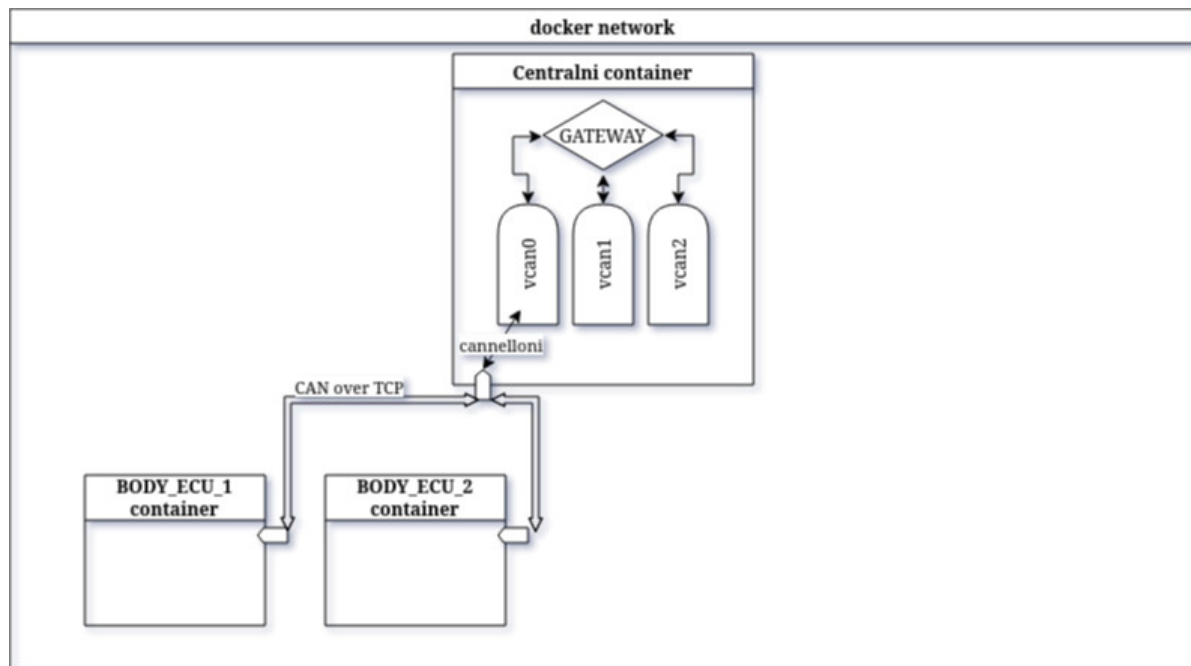 docker network
Centralni container
GATEWAY
vcan0
vcan1
vcan2
cannelloni
CAN over TCP
BODY_ECU_1
container
BODY_ECU_2
container